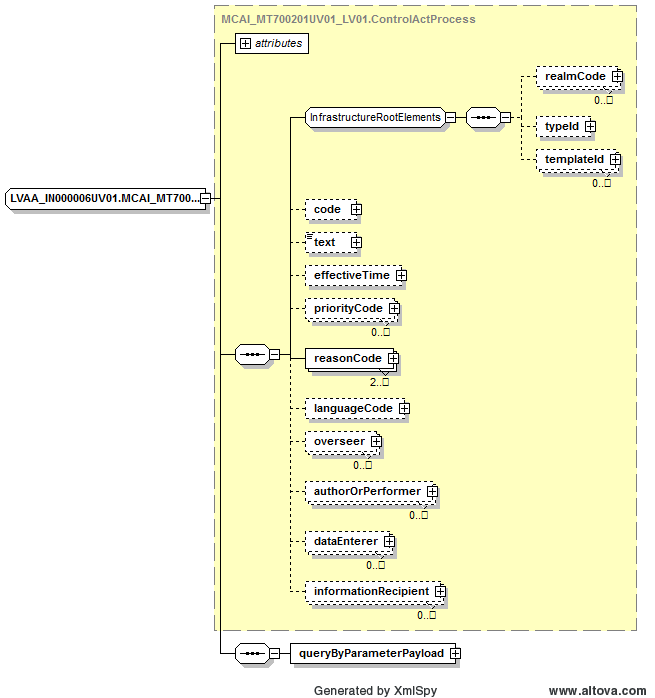 MCAI_MT700201UV01_LV01.ControlActProcess
attributes
InfrastructureRootElements
realmCode
0..□
typeId
templateId
0..□
LVAA_IN000006UV01.MCAI_MT700...
code
text
effectiveTime
priorityCode
0..□
reasonCode
2..□
languageCode
overseer
0..□
authorOrPerformer
0..□
dataEnterer
0..□
informationRecipient
0..□
queryByParameterPayload
Generated by XmlSpy
www.altova.com